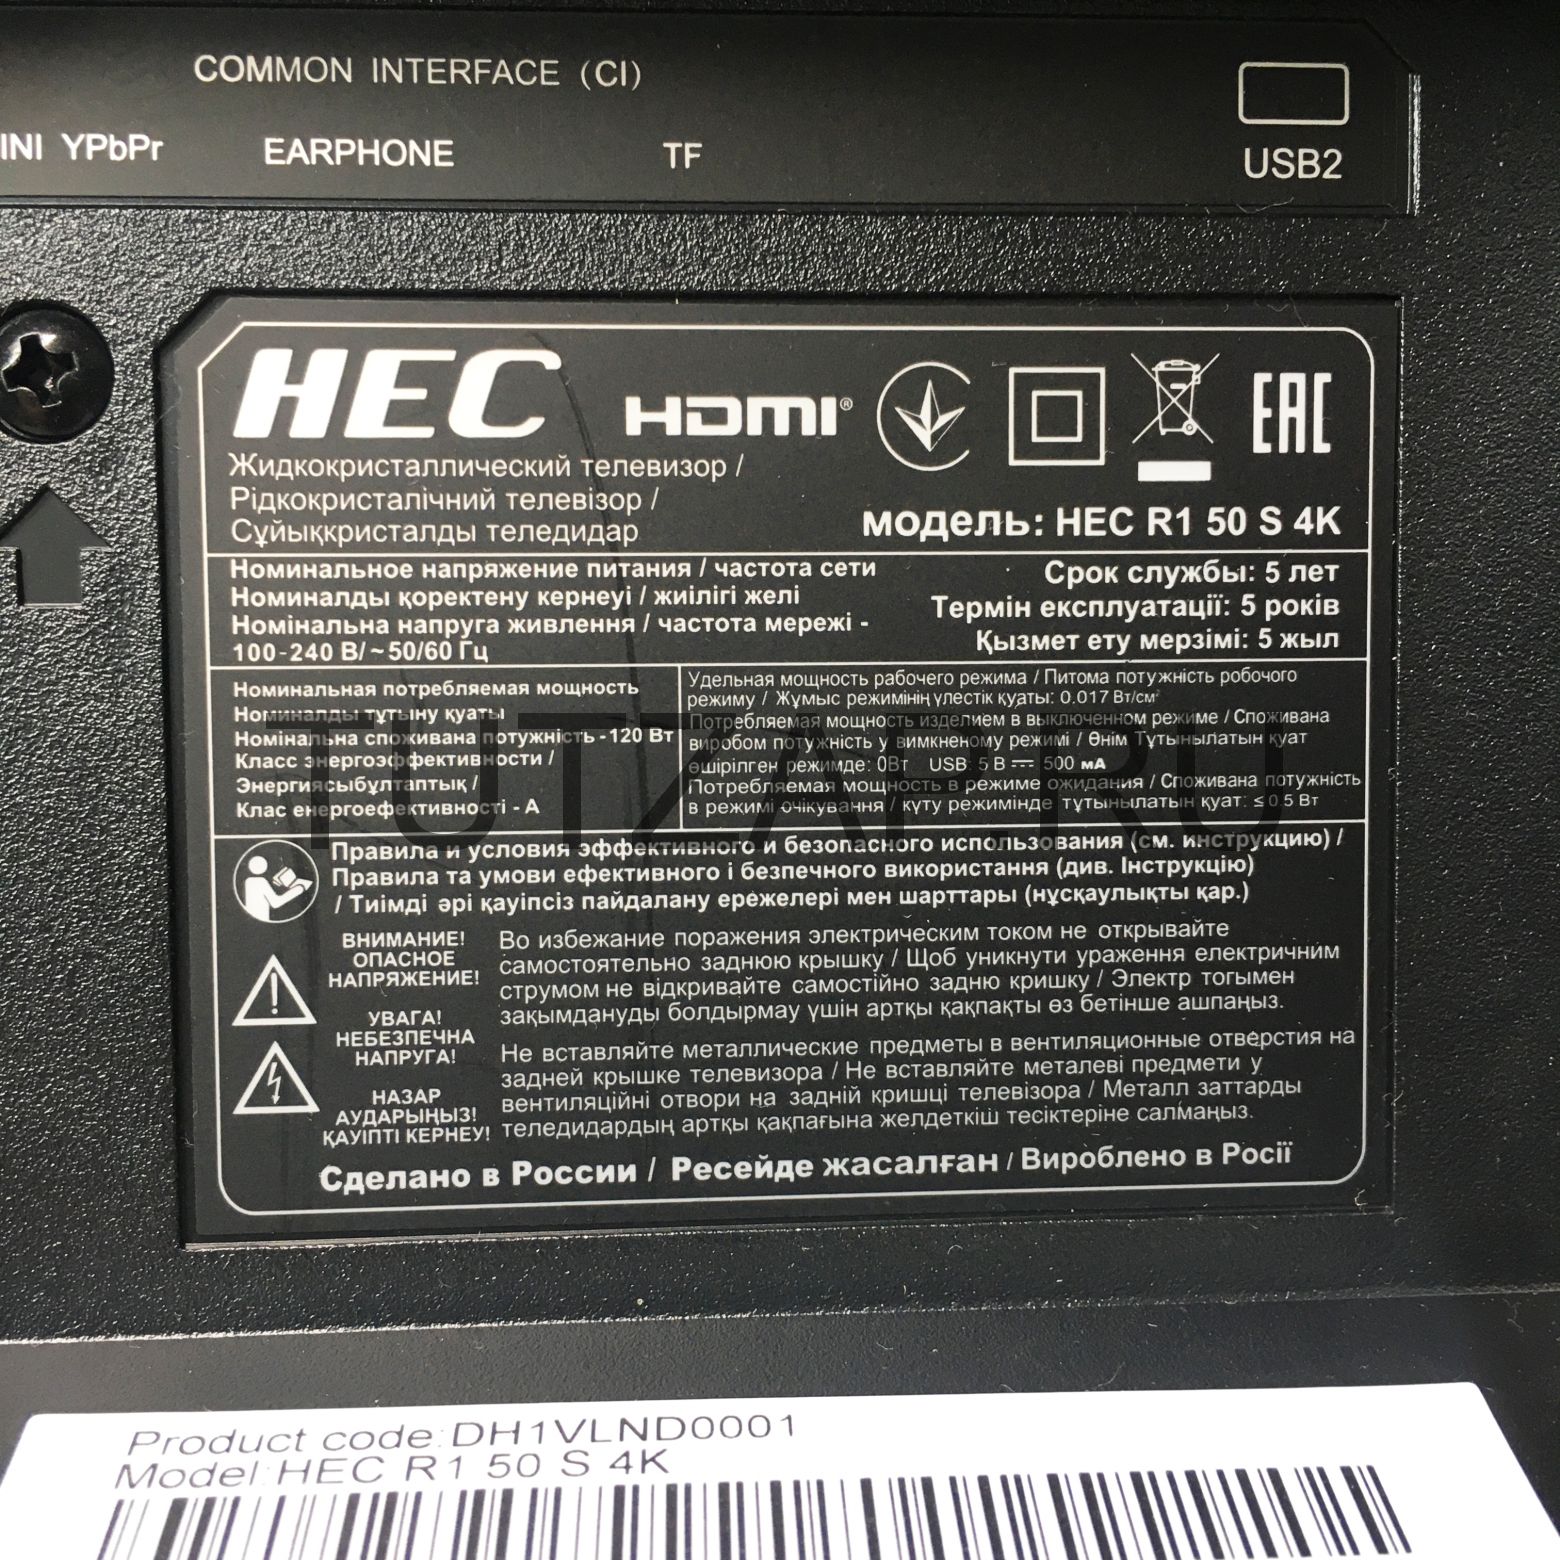 COMMON INTERFACE (CI)
INI YPbPr EARPHONE TF USB2
HEC HDMI® EAC
Жидкокристаллический телевизор /
Рідкокристалічний телевізор /
Сұйыққристалды теледидар
модель: HEC R1 50 S 4K
Номинальное напряжение питания / частота сети
Номиналды қоректену кернеуі / жиілігі желі
Номінальна напруга живлення / частота мережі -
100-240 В/~50/60 Гц
Срок службы: 5 лет
Термін експлуатації: 5 років
Қызмет ету мерзімі: 5 жыл
Номинальная потребляемая мощность
Номиналды тұтыну қуаты
Номінальна споживана потужність - 120 Вт
Класс энергоэффективности /
Энергиясыбұлтаптық /
Клас енергоефективності - А
Удельная мощность рабочего режима / Питома потужність робочого
режиму / Жұмыс режимінің үлестік қуаты: 0.017 Вт/см²
Потребляемая мощность изделием в выключенном режиме / Споживана
виробом потужність у вимкненому режимі / Өнім Тұтынылатын қуат
өшірілген режимде: 0Вт USB: 5 В ⎓ 500 мА
Потребляемая мощность в режиме ожидания / Споживана потужність
в режимі очікування / күту режимінде тұтынылатын қуат: ≤ 0.5 Вт
TUTZAP.RU
Правила и условия эффективного и безопасного использования (см. инструкцию) /
Правила та умови ефективного і безпечного використання (див. Інструкцію)
/ Тиімді әрі қауіпсіз пайдалану ережелері мен шарттары (нұсқаулықты қар.)
ВНИМАНИЕ!
ОПАСНОЕ
НАПРЯЖЕНИЕ!
УВАГА!
НЕБЕЗПЕЧНА
НАПРУГА!
НАЗАР
АУДАРЫҢЫЗ!
ҚАУІПТІ КЕРНЕУ!
Во избежание поражения электрическим током не открывайте
самостоятельно заднюю крышку / Щоб уникнути ураження електричним
струмом не відкривайте самостійно задню кришку / Электр тогымен
зақымдануды болдырмау үшін артқы қақпақты өз бетінше ашпаңыз.
Не вставляйте металлические предметы в вентиляционные отверстия на
задней крышке телевизора / Не вставляйте металеві предмети у
вентиляційні отвори на задній кришці телевізора / Металл заттарды
теледидардың артқы қақпағына желдеткіш тесіктеріне салмаңыз.
Сделано в России / Ресейде жасалған / Вироблено в Росії
Product code:DH1VLND0001
Model:HEC R1 50 S 4K